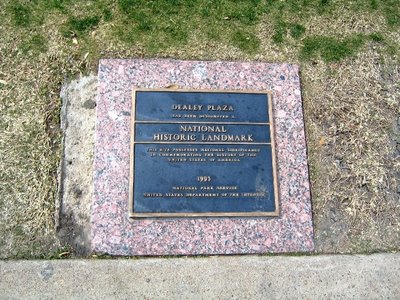 DEALEY PLAZA
HAS BEEN DESIGNATED A
NATIONAL
HISTORIC LANDMARK
THIS SITE POSSESSES NATIONAL SIGNIFICANCE
IN COMMEMORATING THE HISTORY OF THE
UNITED STATES OF AMERICA
1993
NATIONAL PARK SERVICE
UNITED STATES DEPARTMENT OF THE INTERIOR